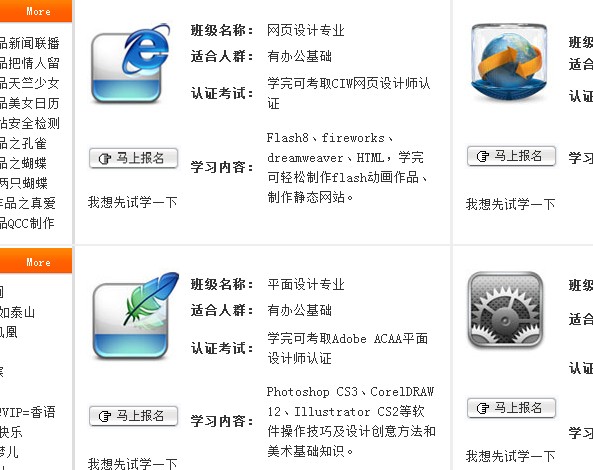 More
品新闻联播
品把情人留
品天竺少女
品美女日历
站安全检测
品之孔雀
品之蝴蝶
两只蝴蝶
作品之真爱
品QCC制作
班级名称： 网页设计专业
适合人群： 有办公基础
认证考试： 学完可考取CIW网页设计师认
证
学习内容： Flash8、fireworks、
dreamweaver、HTML，学完
可轻松制作flash动画作品、
制作静态网站。
马上报名
我想先试学一下
班级
适合
认证
学习
马上报名
我想先试学一下
More
如泰山
凤凰
VIP=香语
快乐
梦儿
班级名称： 平面设计专业
适合人群： 有办公基础
认证考试： 学完可考取Adobe ACAA平面
设计师认证
学习内容： Photoshop CS3、CorelDRAW
12、Illustrator CS2等软
件操作技巧及设计创意方法和
美术基础知识。
马上报名
我想先试学一下
班级
适合
认证
学习
马上报名
我想先试学一下